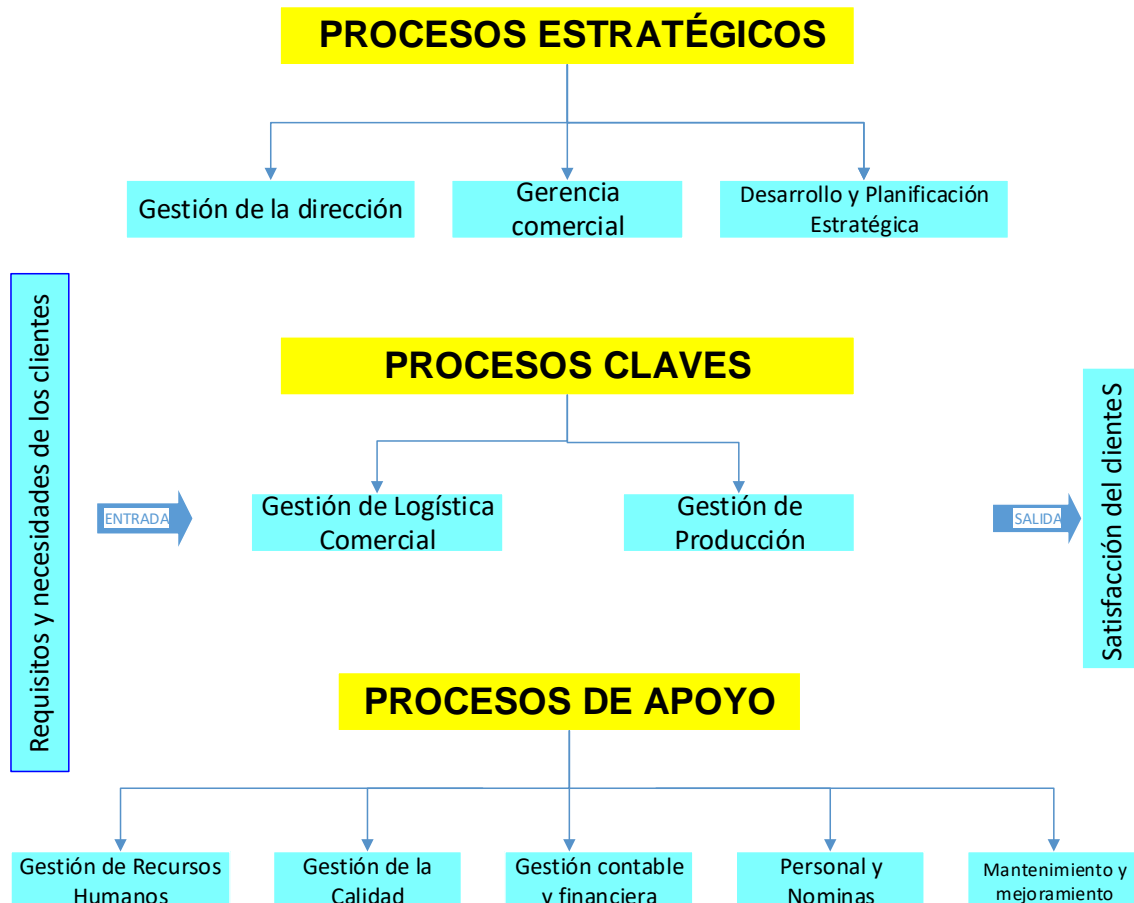 PROCESOS ESTRATÉGICOS
Gestión de la dirección
Gerencia
comercial
Desarrollo y Planificación
Estratégica
Requisitos y necesidades de los clientes
PROCESOS CLAVES
ENTRADA
Gestión de Logística
Comercial
Gestión de
Producción
SALIDA
Satisfacción del clienteS
PROCESOS DE APOYO
Gestión de Recursos
Humanos
Gestión de la
Calidad
Gestión contable
y financiera
Personal y
Nominas
Mantenimiento y
mejoramiento